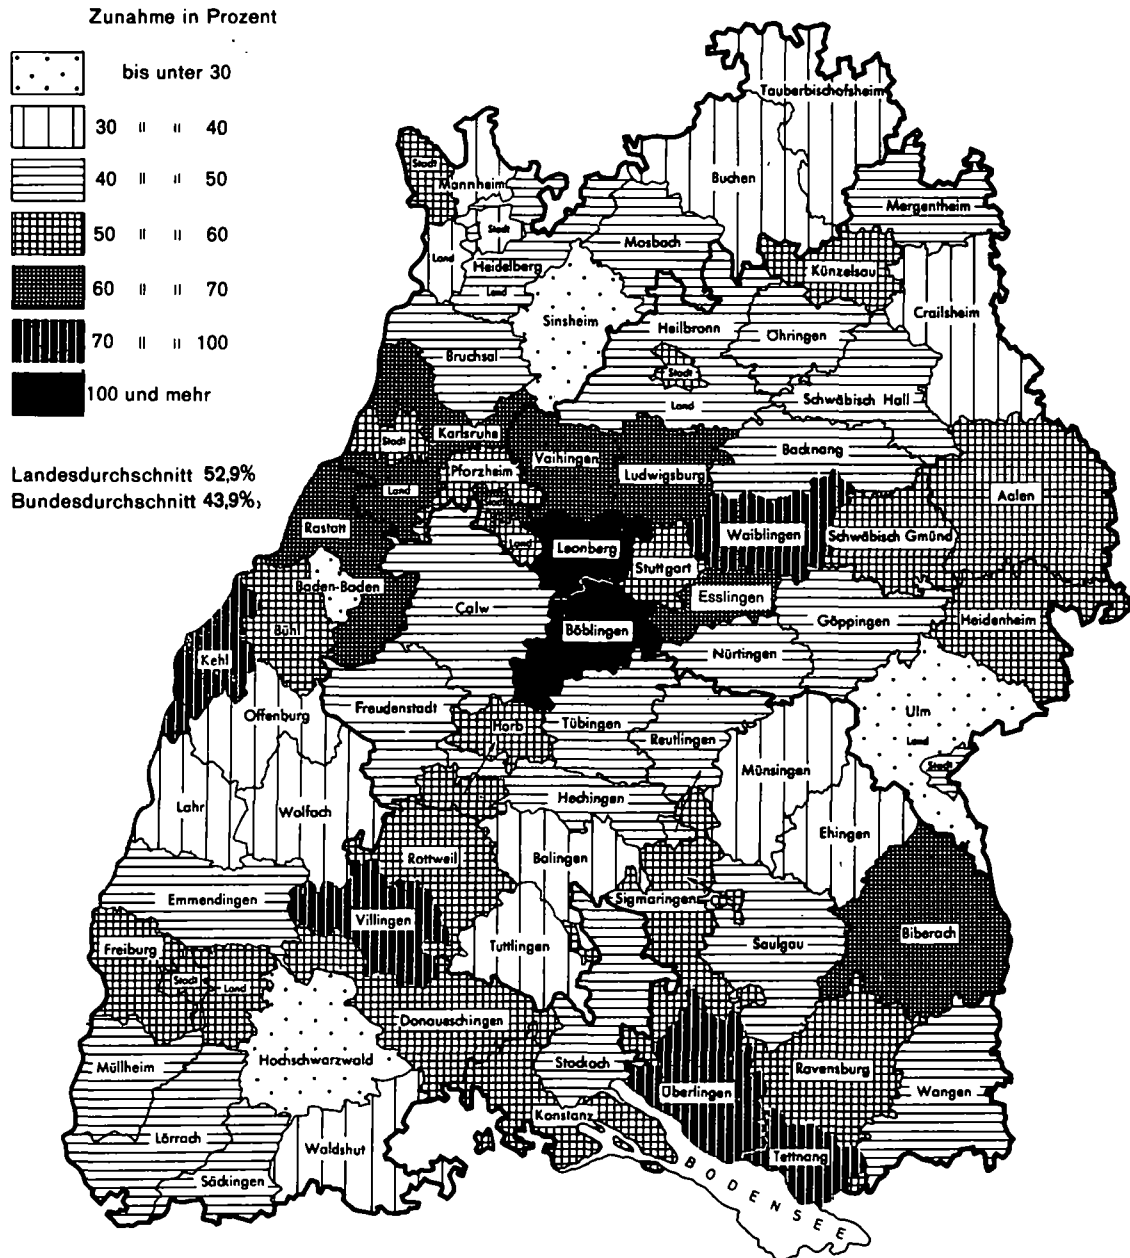 Zunahme in Prozent
bis unter 30
30 " " 40
40 " " 50
50 " " 60
60 " " 70
70 " " 100
100 und mehr
Landesdurchschnitt 52,9%
Bundesdurchschnitt 43,9%,
Tauberbischofsheim
Stadt
Mannheim
Buchen
Mergentheim
Stadt
Mosbach
Land
Heidelberg
Land
Künzelsau
Sinsheim
Heilbronn
Öhringen
Crailsheim
Bruchsal
Stadt
Land
Schwäbisch Hall
Stadt
Karlsruhe
Backnang
Vaihingen
Pforzheim
Ludwigsburg
Land
Stadt
Aalen
Rastatt
Land
Leonberg
Waiblingen
Schwäbisch Gmünd
Stuttgart
Baden-Baden
Esslingen
Calw
Bühl
Böblingen
Göppingen
Heidenheim
Kehl
Nürtingen
Offenburg
Freudenstadt
Horb
Tübingen
Reutlingen
Ulm
Land
Stadt
Münsingen
Hechingen
Lahr
Wolfach
Ehingen
Rottweil
Balingen
Emmendingen
Sigmaringen
Villingen
Biberach
Freiburg
Tuttlingen
Saulgau
Stadt
Land
Donaueschingen
Hochschwarzwald
Stockach
Müllheim
Ravensburg
Überlingen
Wangen
Konstanz
Lörrach
Waldshut
Tettnang
Säckingen
BODENSEE